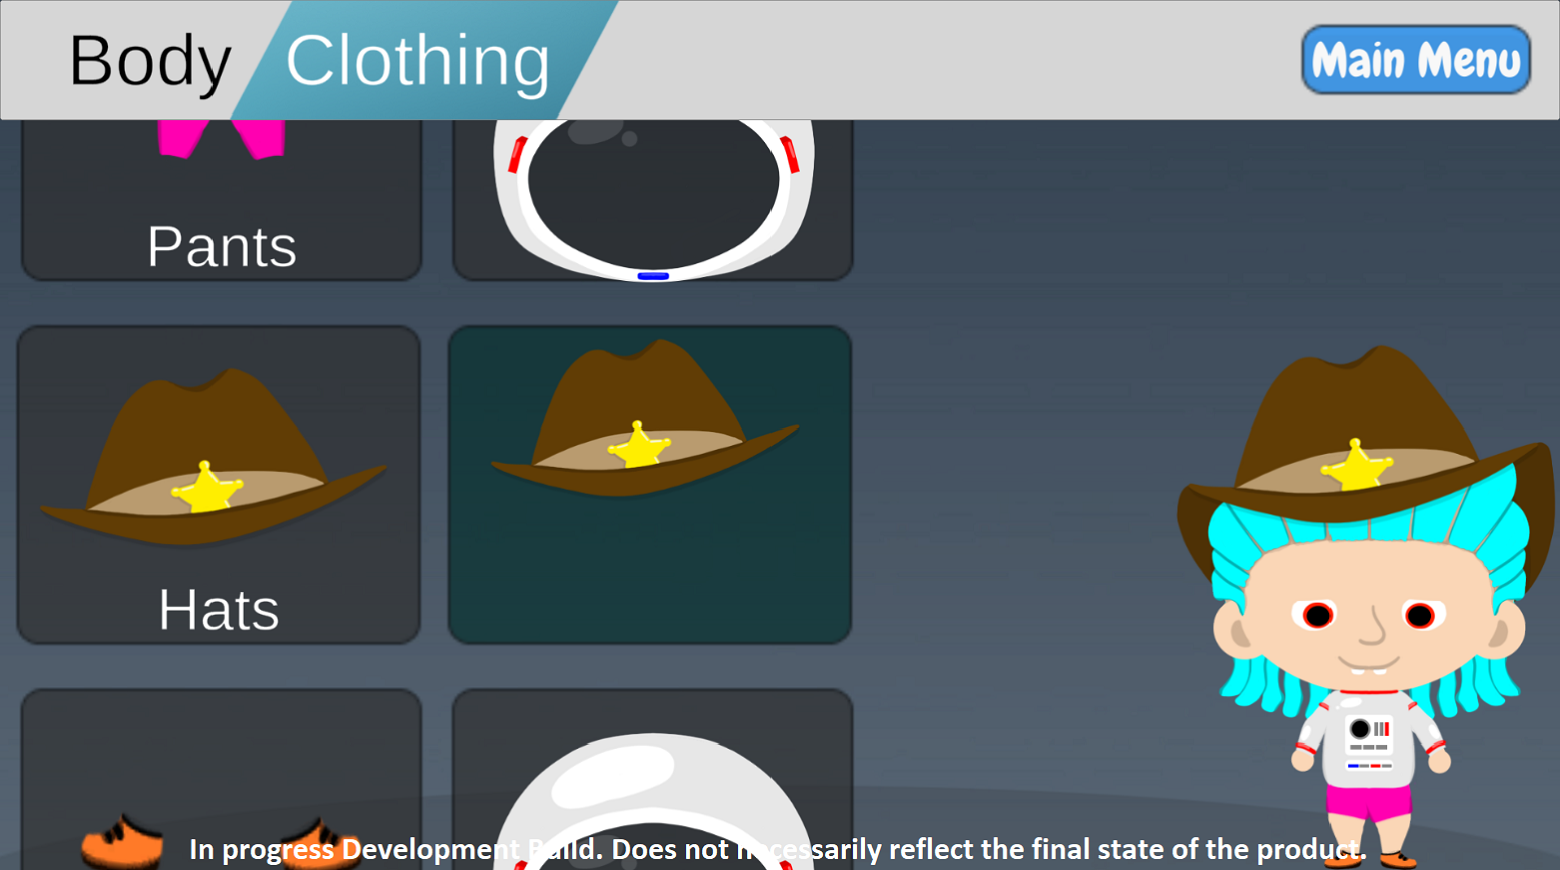 Body
Clothing
Main Menu
Pants
Hats
In progress Development Build. Does not necessarily reflect the final state of the product.